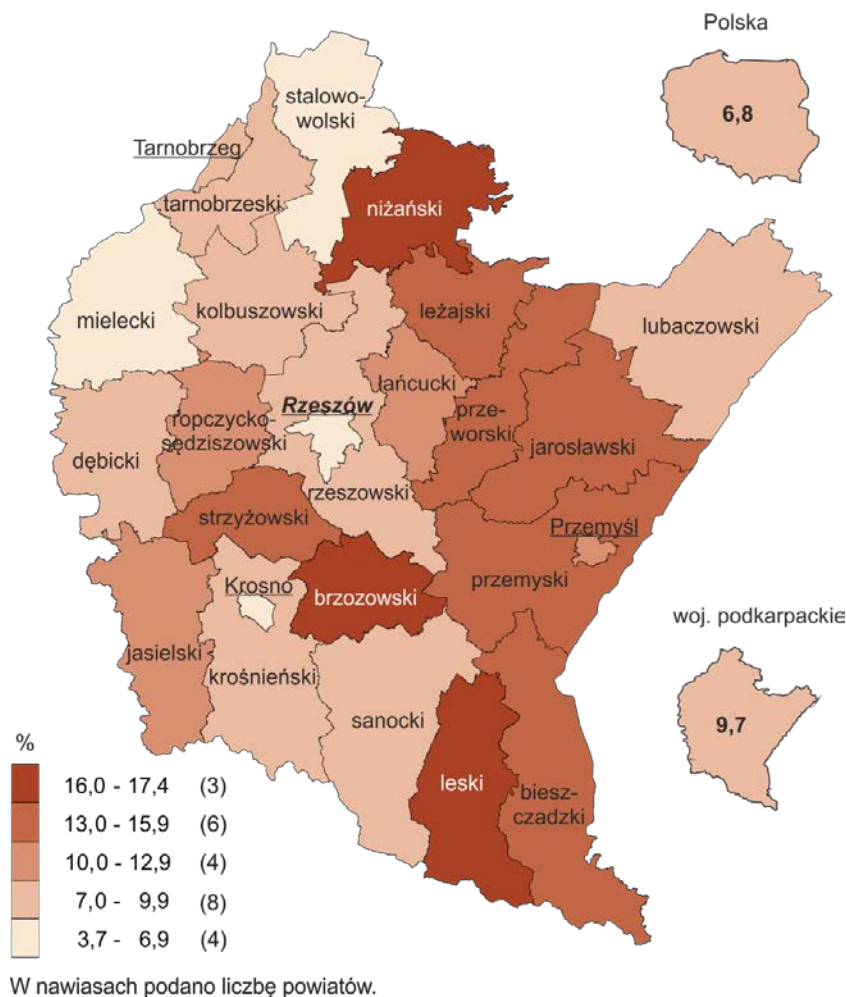 Polska
6,8
stalowo-
wolski
Tarnobrzeg
tarnobrzeski
niżański
mielecki
kolbuszowski
leżajski
lubaczowski
łańcucki
ropczycko-
sędziszowski
Rzeszów
prze-
worski
jarosławski
dębicki
rzeszowski
strzyżowski
Przemyśl
przemyski
Krosno
brzozowski
woj. podkarpackie
9,7
jasielski
krośnieński
sanocki
leski
biesz-
czadzki
%
16,0 - 17,4 (3)
13,0 - 15,9 (6)
10,0 - 12,9 (4)
7,0 - 9,9 (8)
3,7 - 6,9 (4)
W nawiasach podano liczbę powiatów.